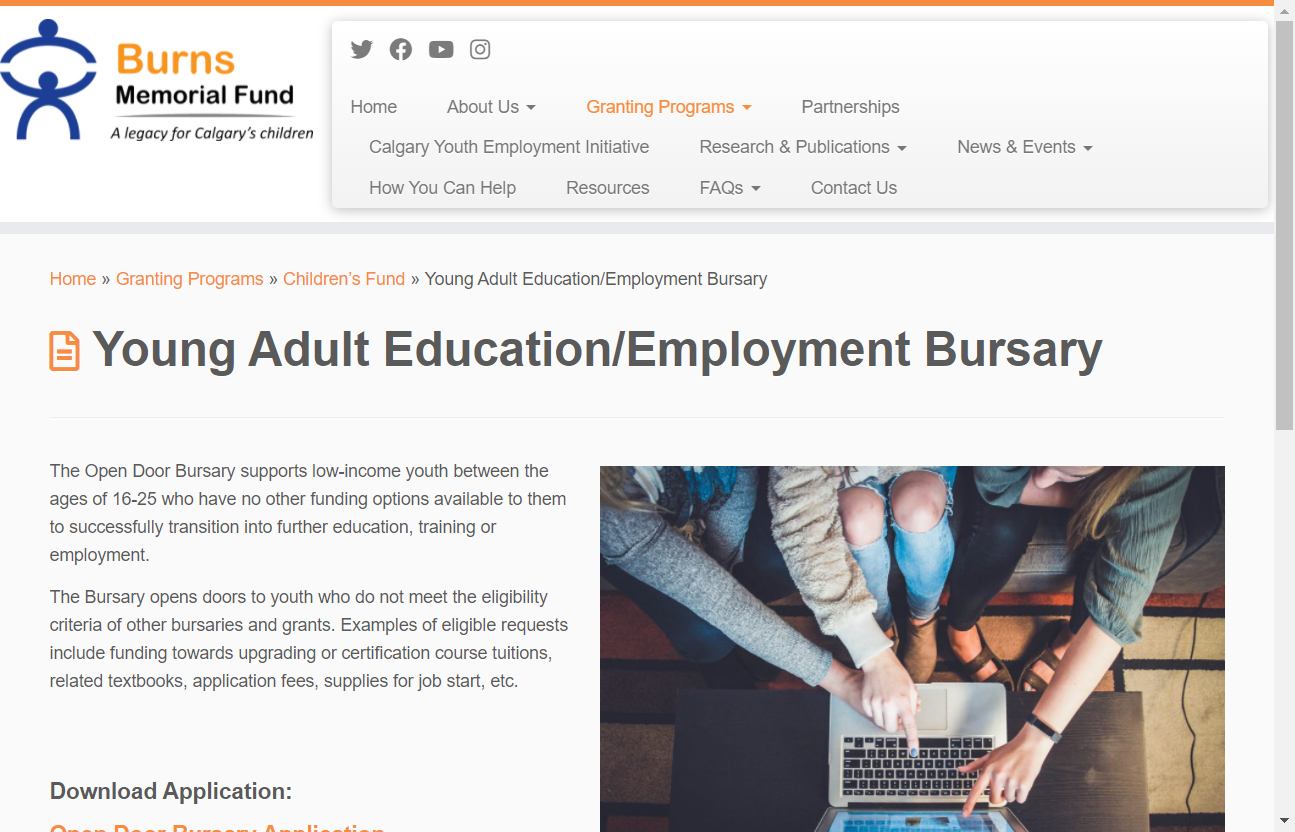 Burns
Memorial Fund
A legacy for Calgary's children
Home About Us Granting Programs Partnerships
Calgary Youth Employment Initiative Research & Publications News & Events
How You Can Help Resources FAQs Contact Us
Home » Granting Programs » Children’s Fund » Young Adult Education/Employment Bursary
Young Adult Education/Employment Bursary
The Open Door Bursary supports low-income youth between the
ages of 16-25 who have no other funding options available to them
to successfully transition into further education, training or
employment.
The Bursary opens doors to youth who do not meet the eligibility
criteria of other bursaries and grants. Examples of eligible requests
include funding towards upgrading or certification course tuitions,
related textbooks, application fees, supplies for job start, etc.
Download Application:
Open Door Bursary Application